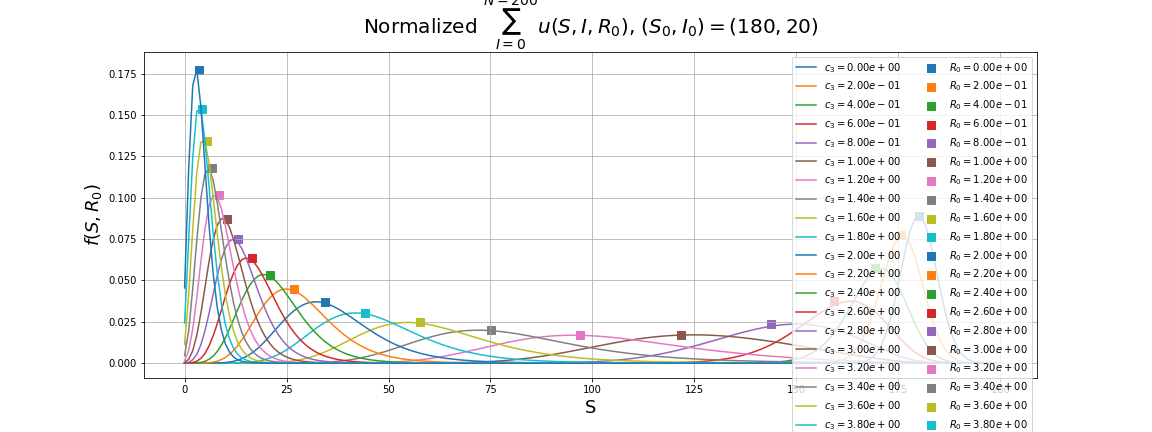 N=200
Normalized ∑ u(S, I, R₀), (S₀, I₀) = (180, 20)
I=0
f(S, R₀)
0.175
0.150
0.125
0.100
0.075
0.050
0.025
0.000
c₃ = 0.00e+00 R₀ = 0.00e+00
c₃ = 2.00e−01 R₀ = 2.00e−01
c₃ = 4.00e−01 R₀ = 4.00e−01
c₃ = 6.00e−01 R₀ = 6.00e−01
c₃ = 8.00e−01 R₀ = 8.00e−01
c₃ = 1.00e+00 R₀ = 1.00e+00
c₃ = 1.20e+00 R₀ = 1.20e+00
c₃ = 1.40e+00 R₀ = 1.40e+00
c₃ = 1.60e+00 R₀ = 1.60e+00
c₃ = 1.80e+00 R₀ = 1.80e+00
c₃ = 2.00e+00 R₀ = 2.00e+00
c₃ = 2.20e+00 R₀ = 2.20e+00
c₃ = 2.40e+00 R₀ = 2.40e+00
c₃ = 2.60e+00 R₀ = 2.60e+00
c₃ = 2.80e+00 R₀ = 2.80e+00
c₃ = 3.00e+00 R₀ = 3.00e+00
c₃ = 3.20e+00 R₀ = 3.20e+00
c₃ = 3.40e+00 R₀ = 3.40e+00
c₃ = 3.60e+00 R₀ = 3.60e+00
c₃ = 3.80e+00 R₀ = 3.80e+00
0 25 50 75 100 125 150 175 200
S